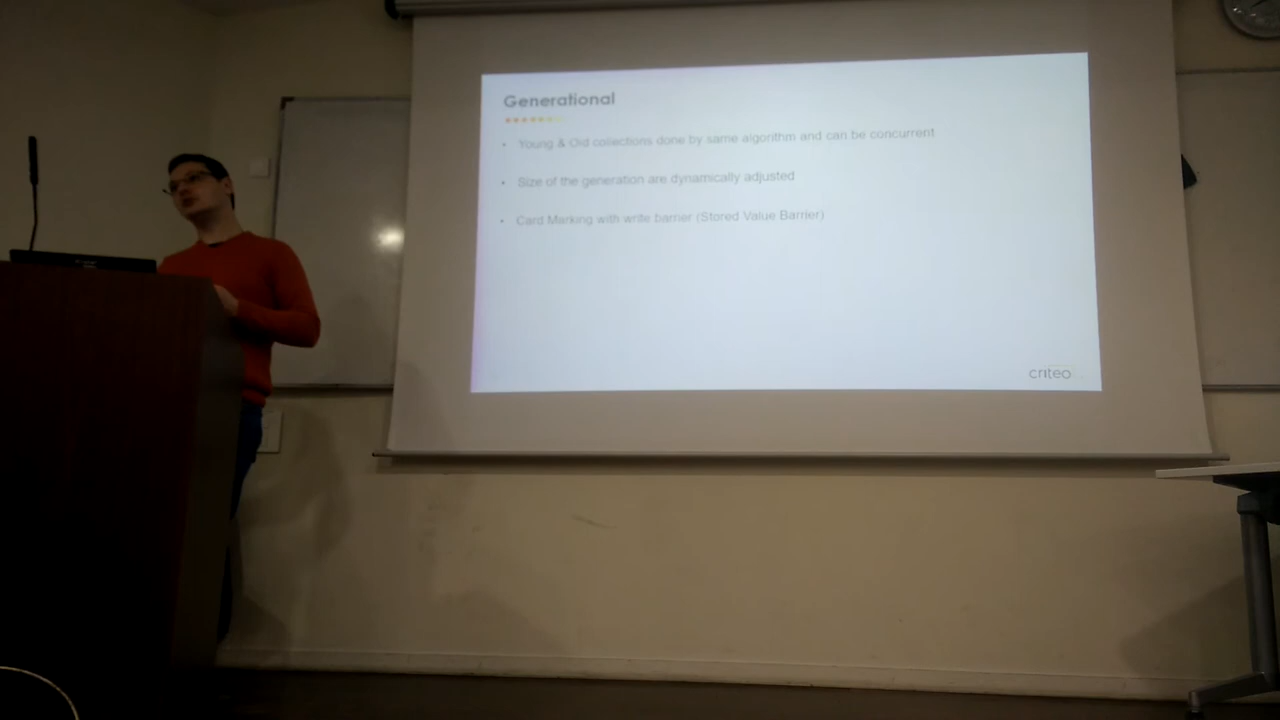 Generational
• Young & Old collections done by same algorithm and can be concurrent
• Size of the generation are dynamically adjusted
• Card Marking with write barrier (Stored Value Barrier)
criteo